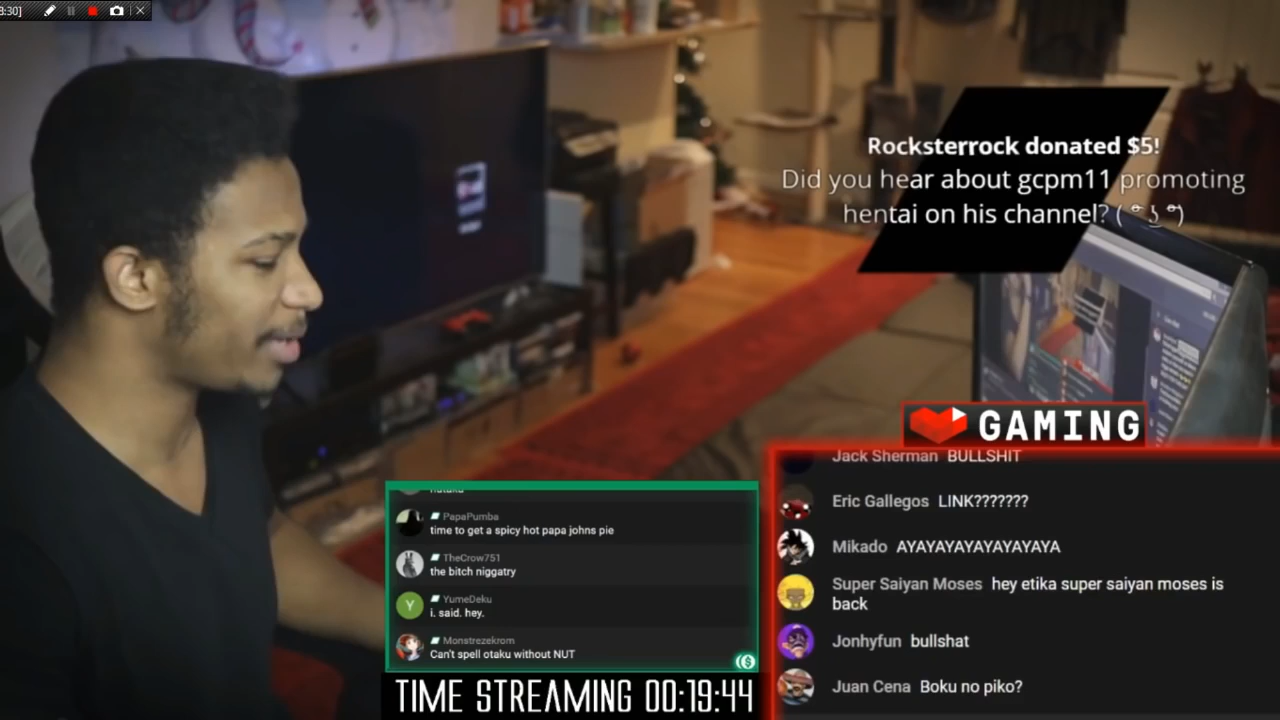 3:30]
Rocksterrock donated $5!
Did you hear about gcpm11 promoting
hentai on his channel? ( ͡° ͜ʖ ͡°)
GAMING
Jack Sherman BULLSHIT
Eric Gallegos LINK???????
Mikado AYAYAYAYAYAYAYAYA
Super Saiyan Moses hey etika super saiyan moses is
back
Jonhyfun bullshat
Juan Cena Boku no piko?
PapaPumba
time to get a spicy hot papa johns pie
TheCrow751
the bitch niggatry
Y YumeDeku
i. said. hey.
Monstrezekrom
Can't spell otaku without NUT
TIME STREAMING 00:19:44